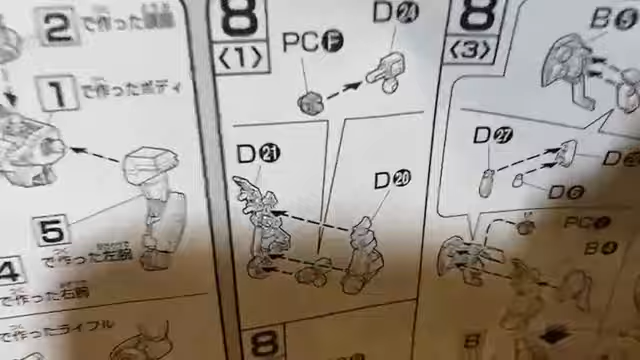 2 で作った頭部
1 で作ったボディ
5
で作った左腕
4
で作った右腕
で作ったライフル
8
〈1〉
PC F
D 24
D 21
D 20
8
8
〈3〉
B 5
D 27
D 6
PC
B 4
8